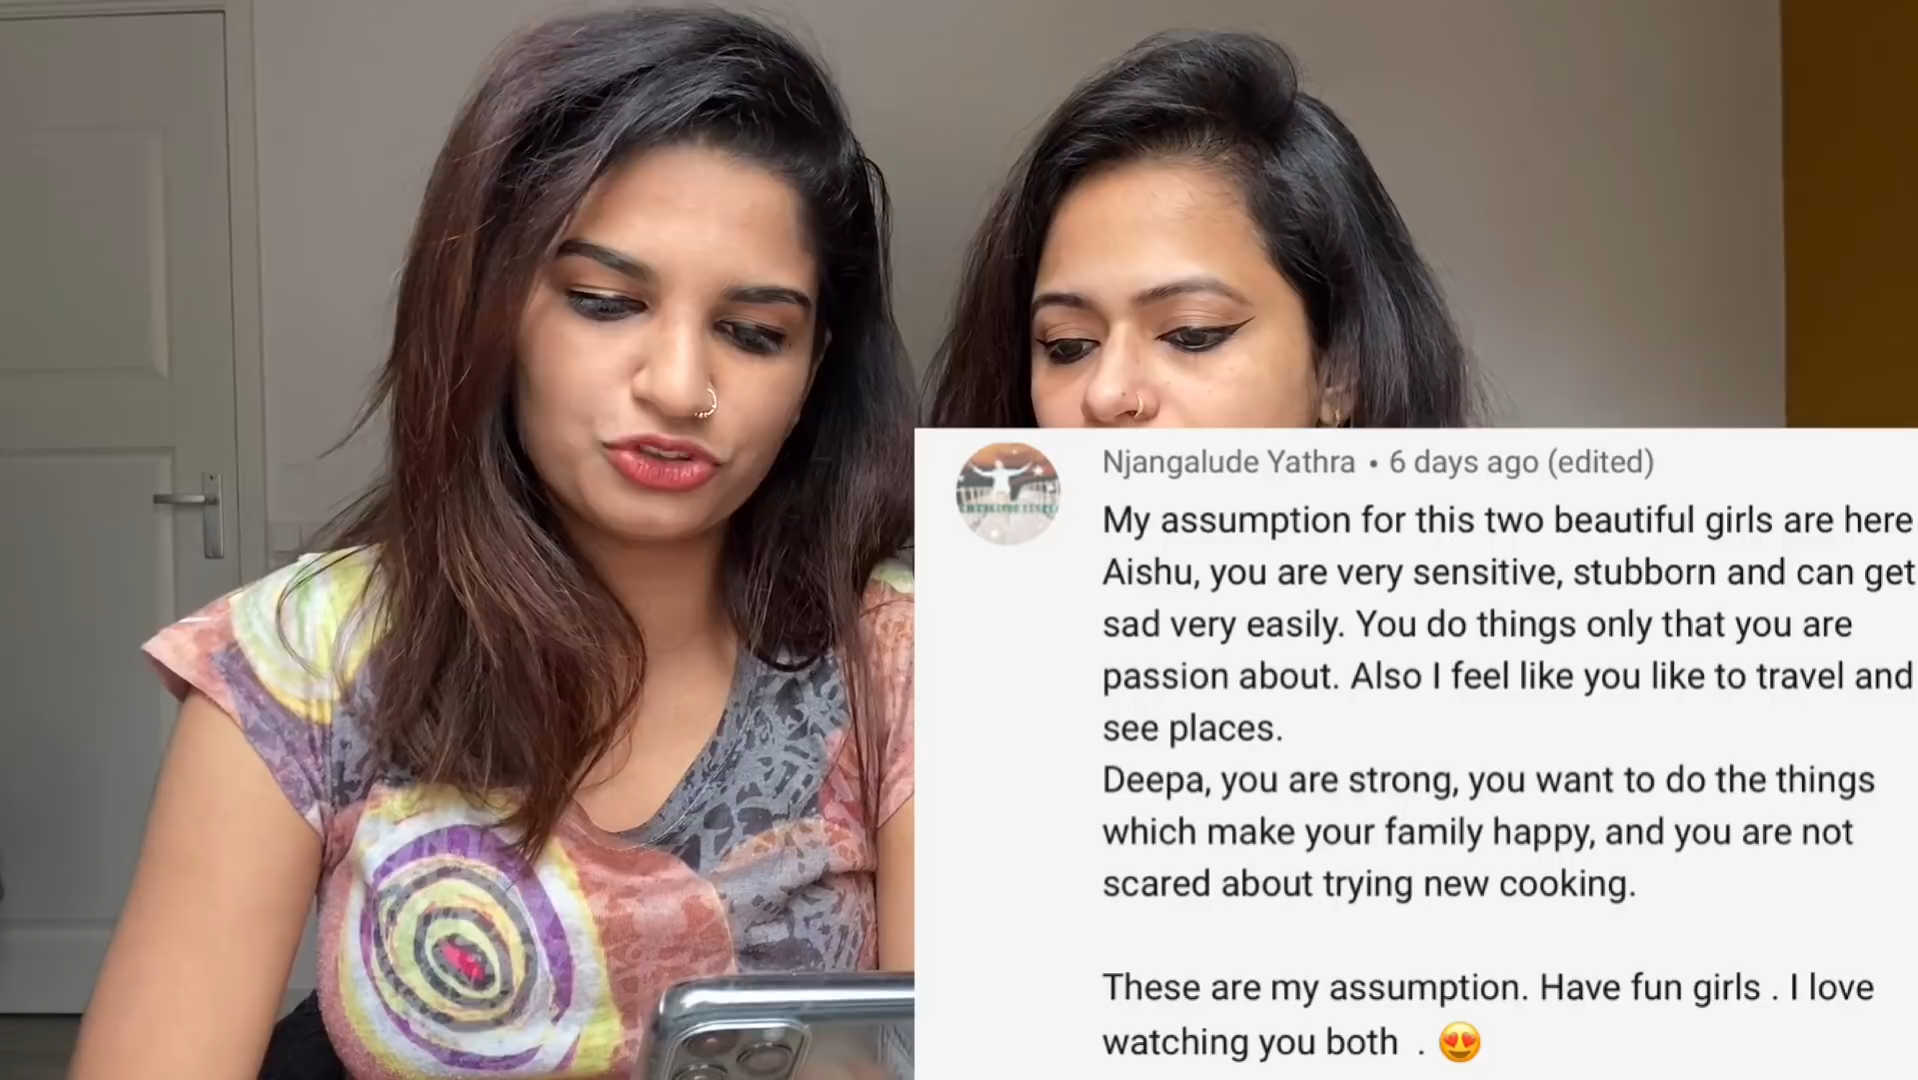 Njangalude Yathra • 6 days ago (edited)
My assumption for this two beautiful girls are here
Aishu, you are very sensitive, stubborn and can get
sad very easily. You do things only that you are
passion about. Also I feel like you like to travel and
see places.
Deepa, you are strong, you want to do the things
which make your family happy, and you are not
scared about trying new cooking.
These are my assumption. Have fun girls . I love
watching you both . 😍